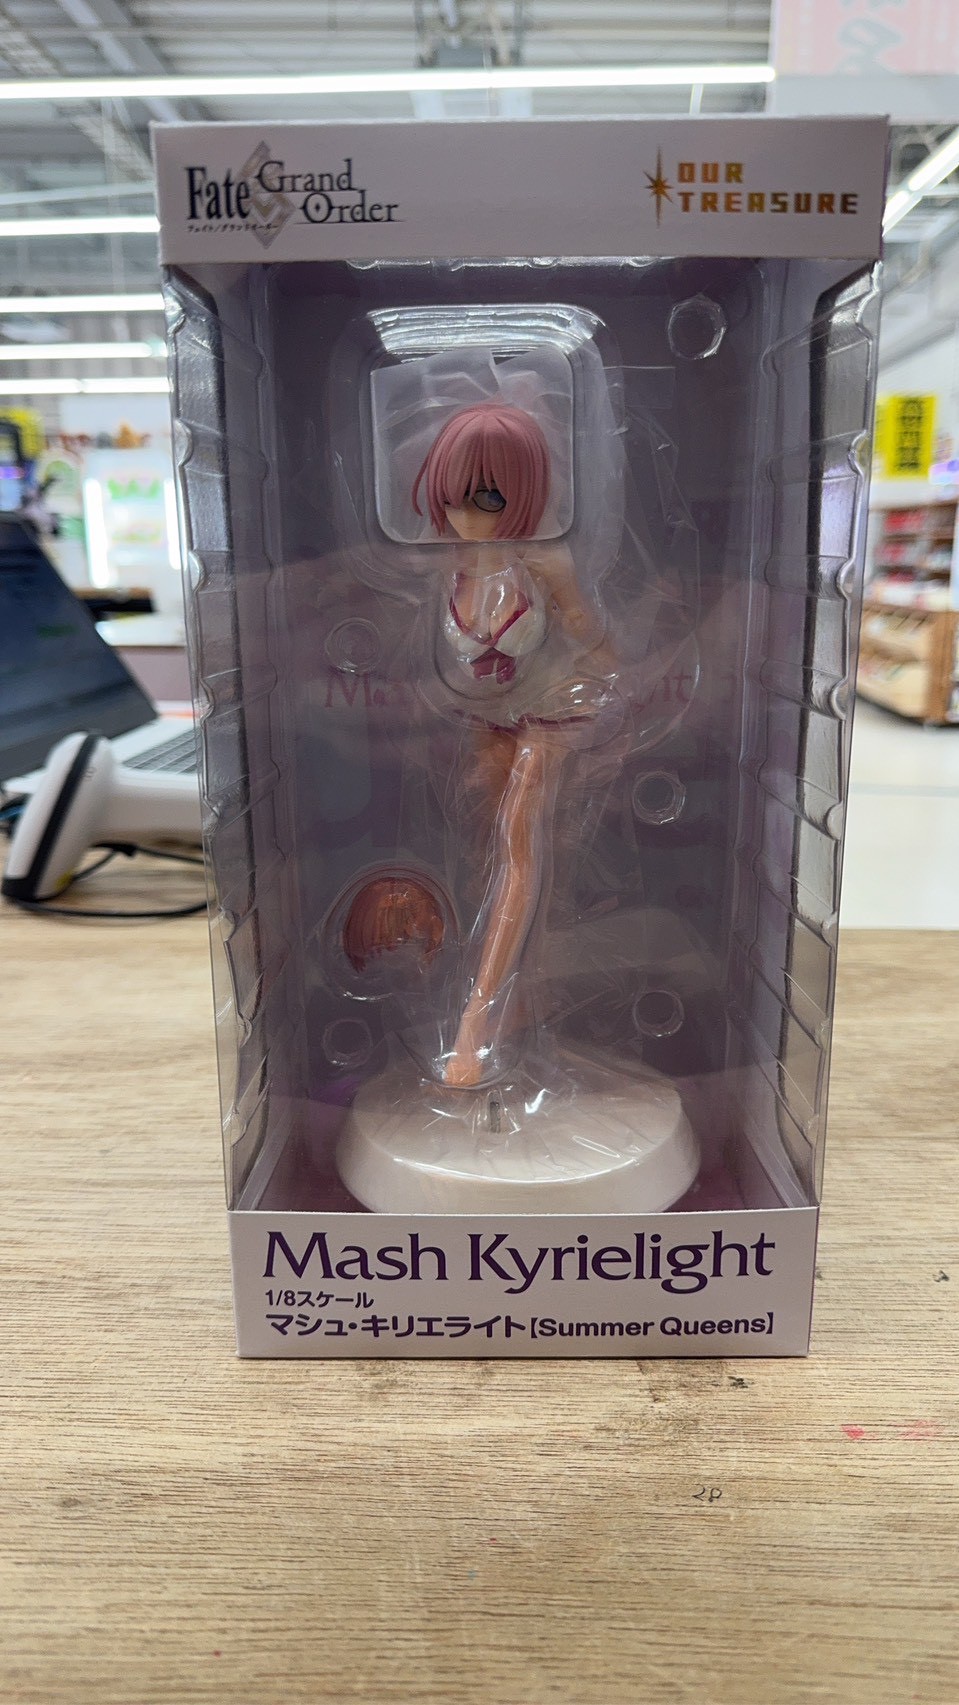 Fate
Grand
Order
フェイト/グランドオーダー
OUR
TREASURE
Mash Kyrielight
1/8スケール
マシュ・キリエライト【Summer Queens】
28